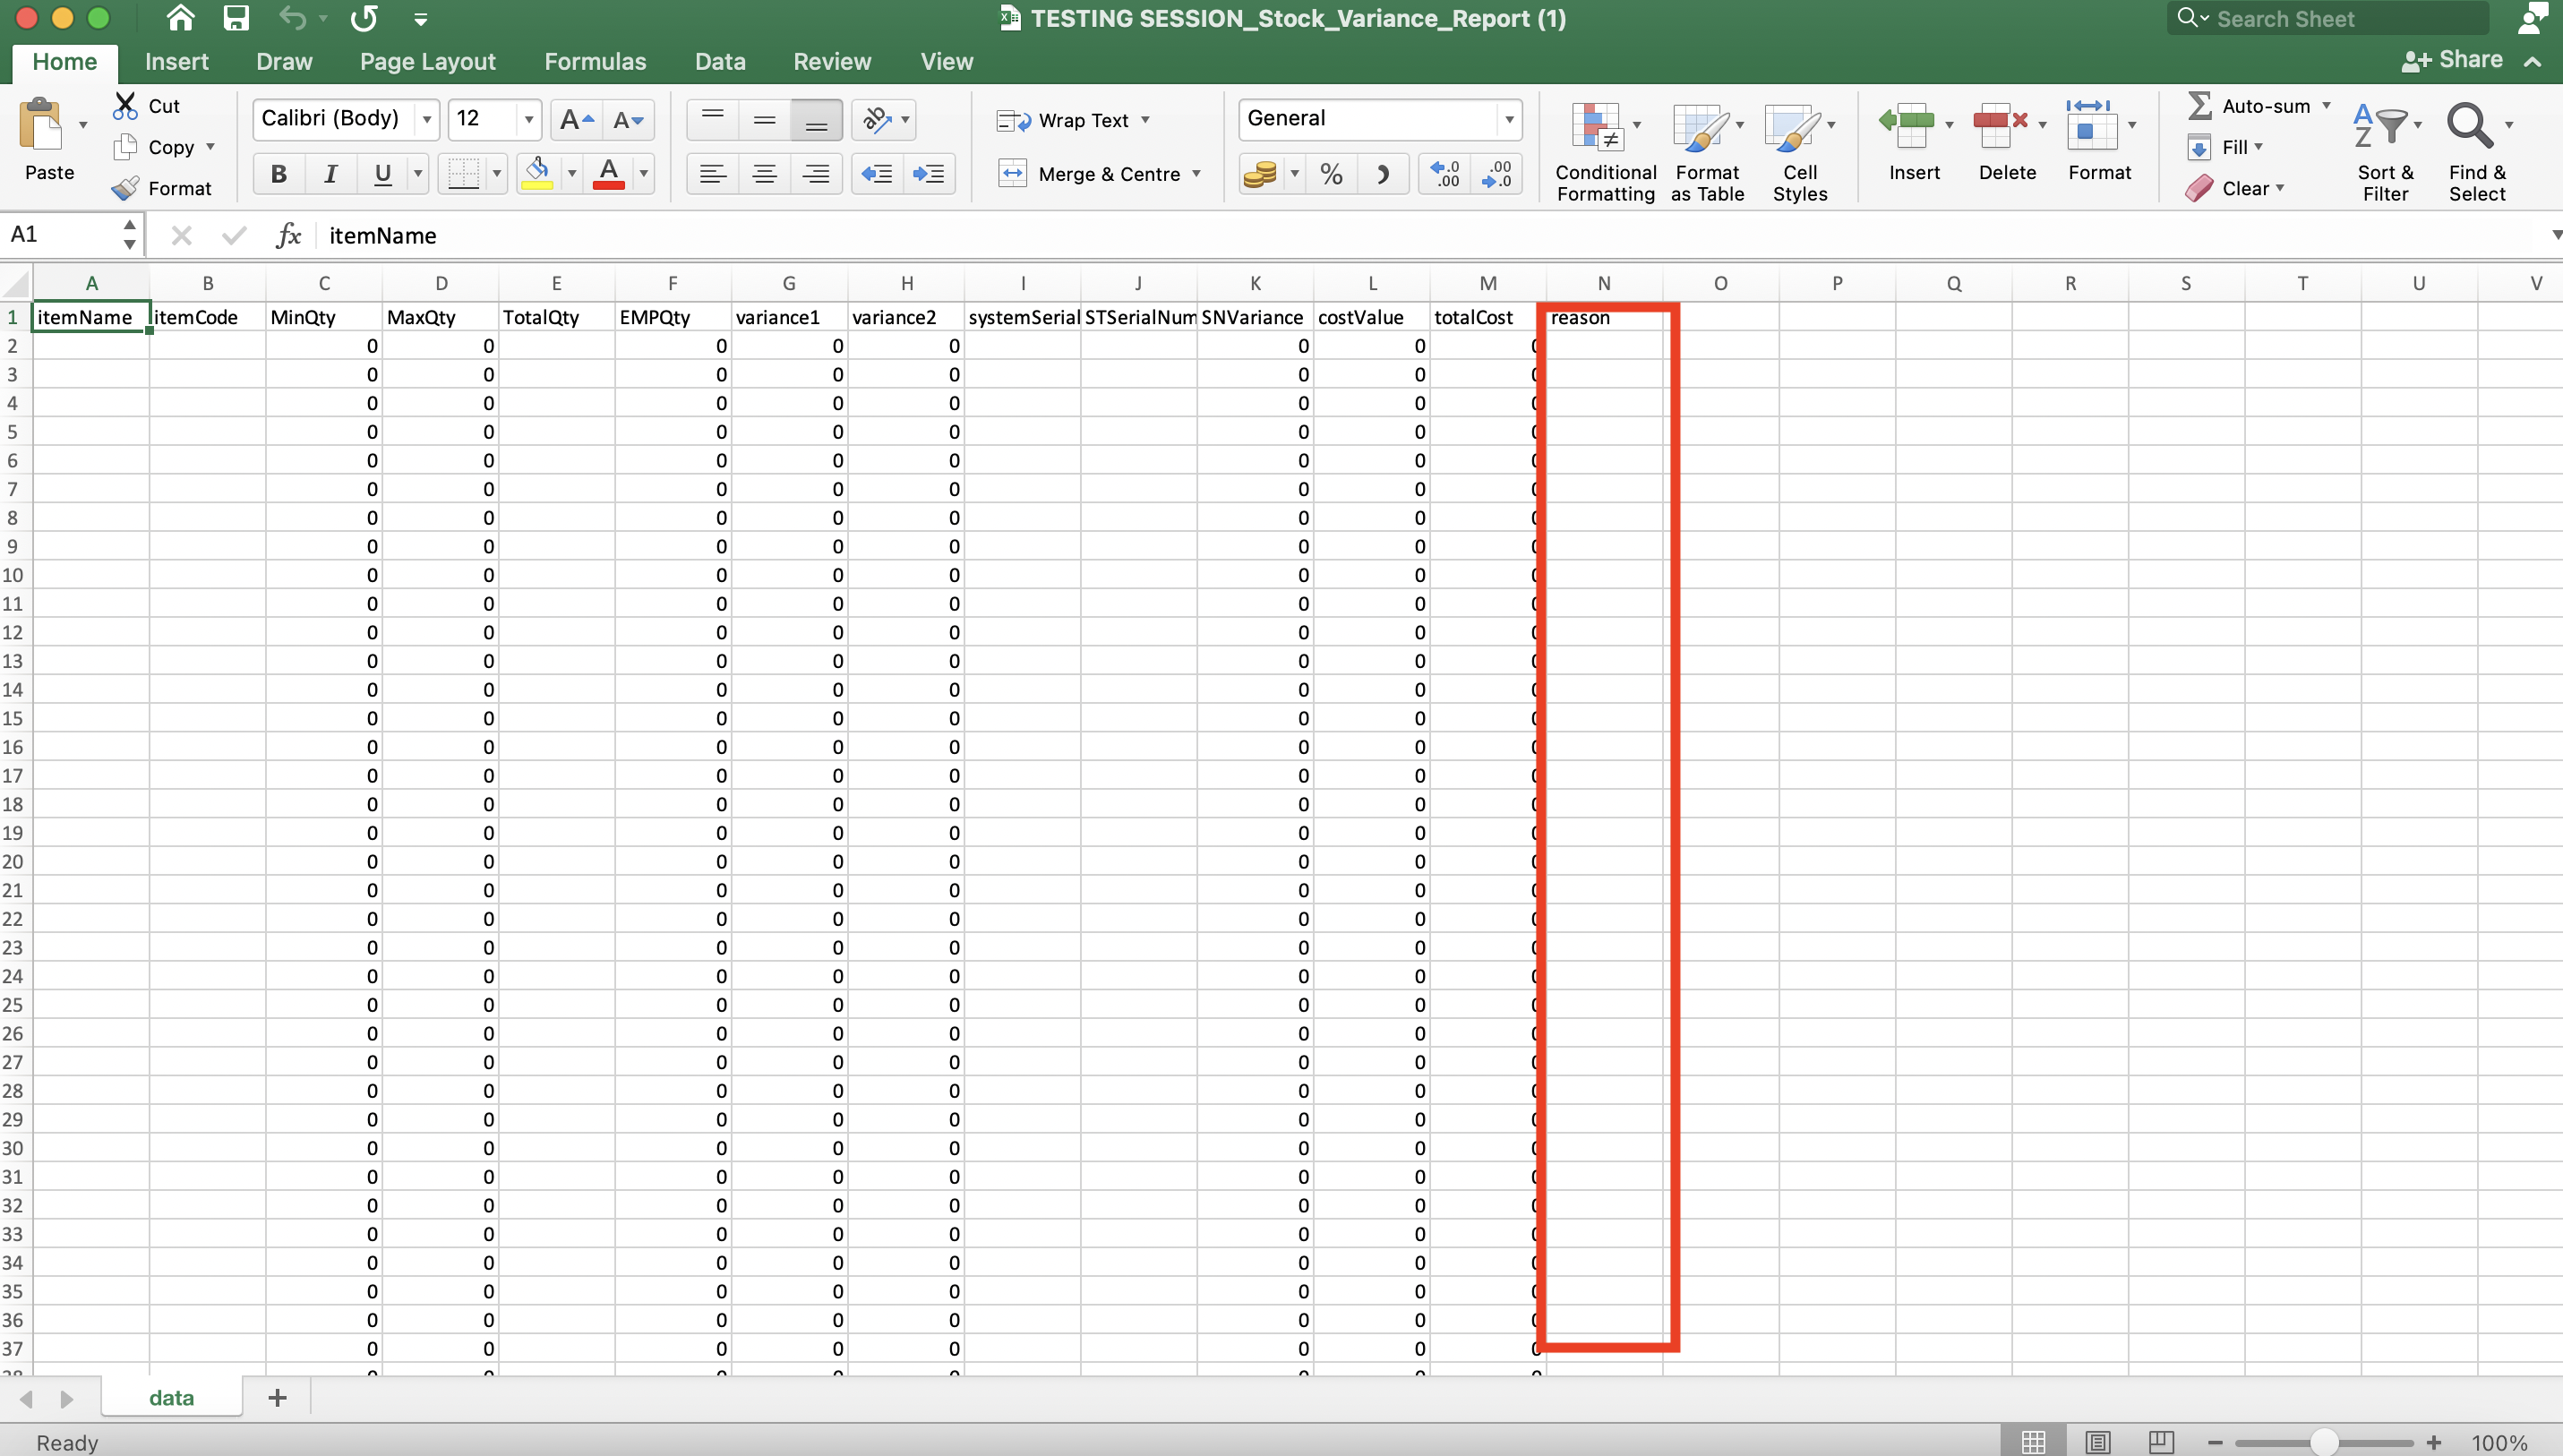 TESTING SESSION_Stock_Variance_Report (1)
Search Sheet
Home Insert Draw Page Layout Formulas Data Review View Share
Paste Cut Copy Format
Calibri (Body) 12 A A
B I U A
ab Wrap Text Merge & Centre
General
% .0 .00 .00 .0
Conditional Formatting
Format as Table
Cell Styles
Insert Delete Format
Auto-sum Fill Clear
Sort & Filter
Find & Select
A1 fx itemName
A B C D E F G H I J K L M N O P Q R S T U V
1 itemName itemCode MinQty MaxQty TotalQty EMPQty variance1 variance2 systemSerial STSerialNum SNVariance costValue totalCost reason
2 0 0 0 0 0 0 0 0
3 0 0 0 0 0 0 0 0
4 0 0 0 0 0 0 0 0
5 0 0 0 0 0 0 0 0
6 0 0 0 0 0 0 0 0
7 0 0 0 0 0 0 0 0
8 0 0 0 0 0 0 0 0
9 0 0 0 0 0 0 0 0
10 0 0 0 0 0 0 0 0
11 0 0 0 0 0 0 0 0
12 0 0 0 0 0 0 0 0
13 0 0 0 0 0 0 0 0
14 0 0 0 0 0 0 0 0
15 0 0 0 0 0 0 0 0
16 0 0 0 0 0 0 0 0
17 0 0 0 0 0 0 0 0
18 0 0 0 0 0 0 0 0
19 0 0 0 0 0 0 0 0
20 0 0 0 0 0 0 0 0
21 0 0 0 0 0 0 0 0
22 0 0 0 0 0 0 0 0
23 0 0 0 0 0 0 0 0
24 0 0 0 0 0 0 0 0
25 0 0 0 0 0 0 0 0
26 0 0 0 0 0 0 0 0
27 0 0 0 0 0 0 0 0
28 0 0 0 0 0 0 0 0
29 0 0 0 0 0 0 0 0
30 0 0 0 0 0 0 0 0
31 0 0 0 0 0 0 0 0
32 0 0 0 0 0 0 0 0
33 0 0 0 0 0 0 0 0
34 0 0 0 0 0 0 0 0
35 0 0 0 0 0 0 0 0
36 0 0 0 0 0 0 0 0
37 0 0 0 0 0 0 0 0
data +
Ready 100%